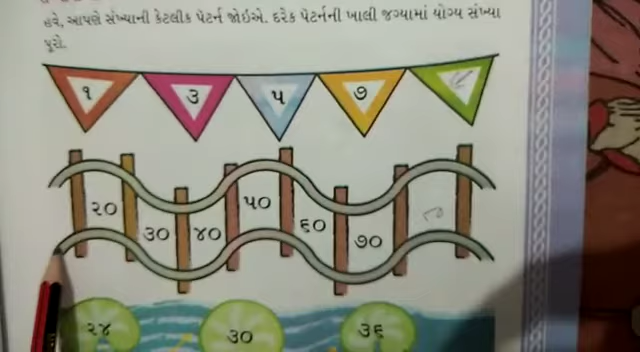 હવે, આપણે સંખ્યાની કેટલીક પેટર્ન જોઈએ. દરેક પેટર્નની ખાલી જગ્યામાં યોગ્ય સંખ્યા
પૂરો.
૧ ૩ ૫ ૭
૨૦ ૩૦ ૪૦ ૫૦ ૬૦ ૭૦
૨૪ ૩૦ ૩૬